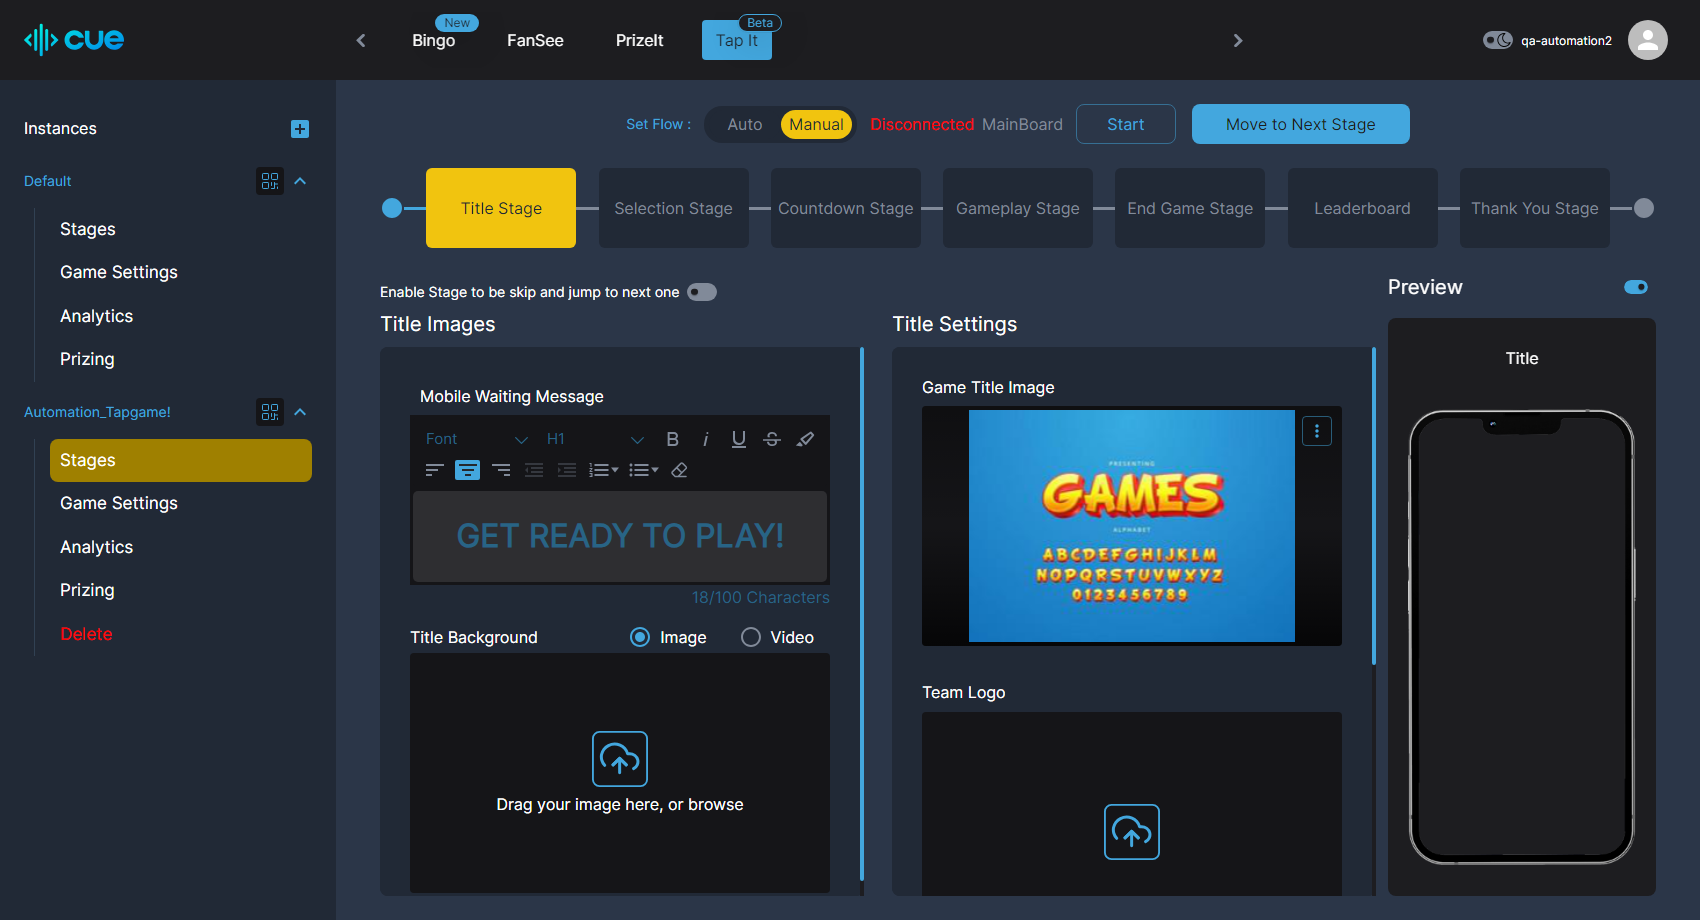 cue
New
Bingo
FanSee
PrizeIt
Beta
Tap It
qa-automation2
Instances
Default
Stages
Game Settings
Analytics
Prizing
Automation_Tapgame!
Stages
Game Settings
Analytics
Prizing
Delete
Set Flow :
Auto
Manual
Disconnected MainBoard
Start
Move to Next Stage
Title Stage
Selection Stage
Countdown Stage
Gameplay Stage
End Game Stage
Leaderboard
Thank You Stage
Enable Stage to be skip and jump to next one
Title Images
Mobile Waiting Message
Font
H1
B
i
U
S
GET READY TO PLAY!
18/100 Characters
Title Background
Image
Video
Drag your image here, or browse
Title Settings
Game Title Image
PRESENTING
GAMES
ALPHABET
ABCDEFGHIJKLM
NOPQRSTUVWXYZ
0123456789
Team Logo
Preview
Title